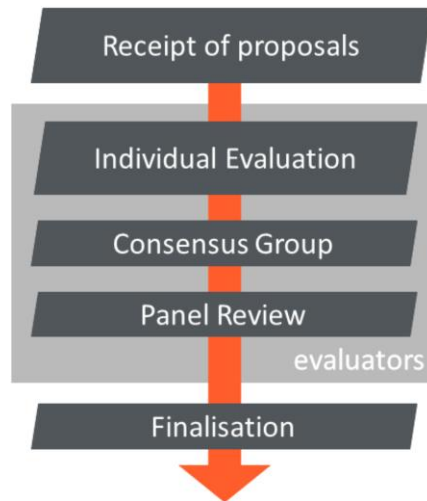 Receipt of proposals
Individual Evaluation
Consensus Group
Panel Review
evaluators
Finalisation